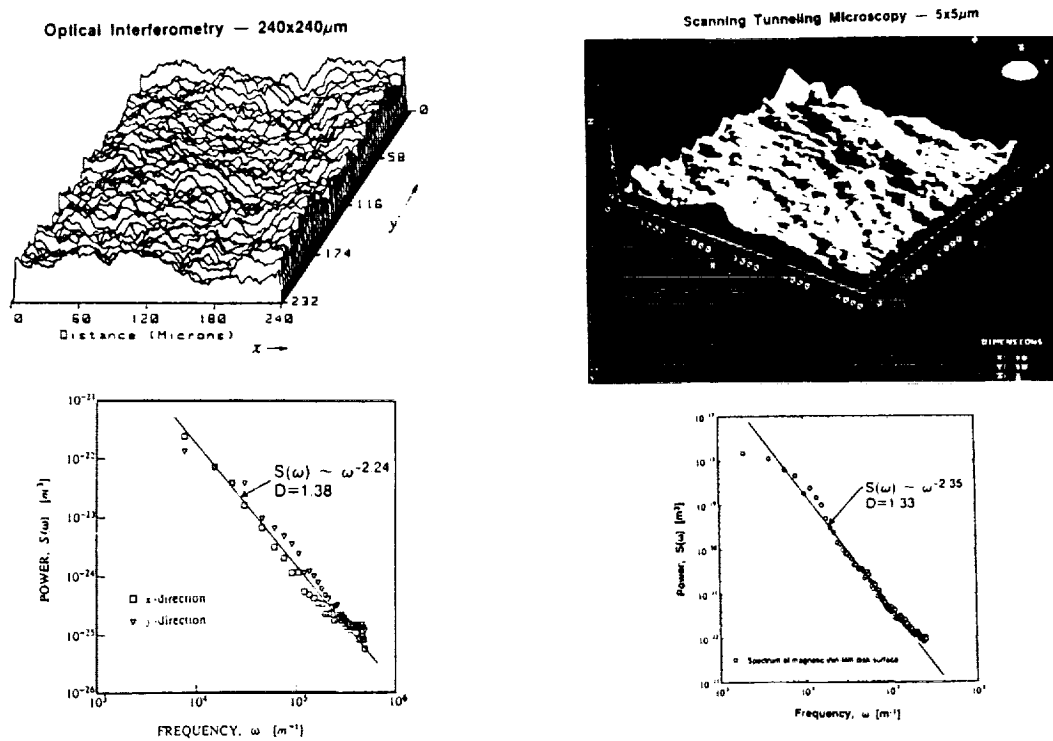 Optical Interferometry — 240x240μm
0
58
116
y
174
232
0 60 120 180 240
Distance (Microns)
x →
Scanning Tunneling Microscopy — 5x5μm
DIMENSIONS
10⁻²¹
10⁻²²
10⁻²³
10⁻²⁴
10⁻²⁵
10⁻²⁶
POWER, S(ω) [m³]
S(ω) ~ ω⁻²·²⁴
D=1.38
□ x-direction
▽ y-direction
10³ 10⁴ 10⁵ 10⁶
FREQUENCY, ω [m⁻¹]
Power, S(ω) [m³]
S(ω) ~ ω⁻²·³⁵
D=1.33
Spectrum of magnetic thin film disk surface
Frequency, ω [m⁻¹]